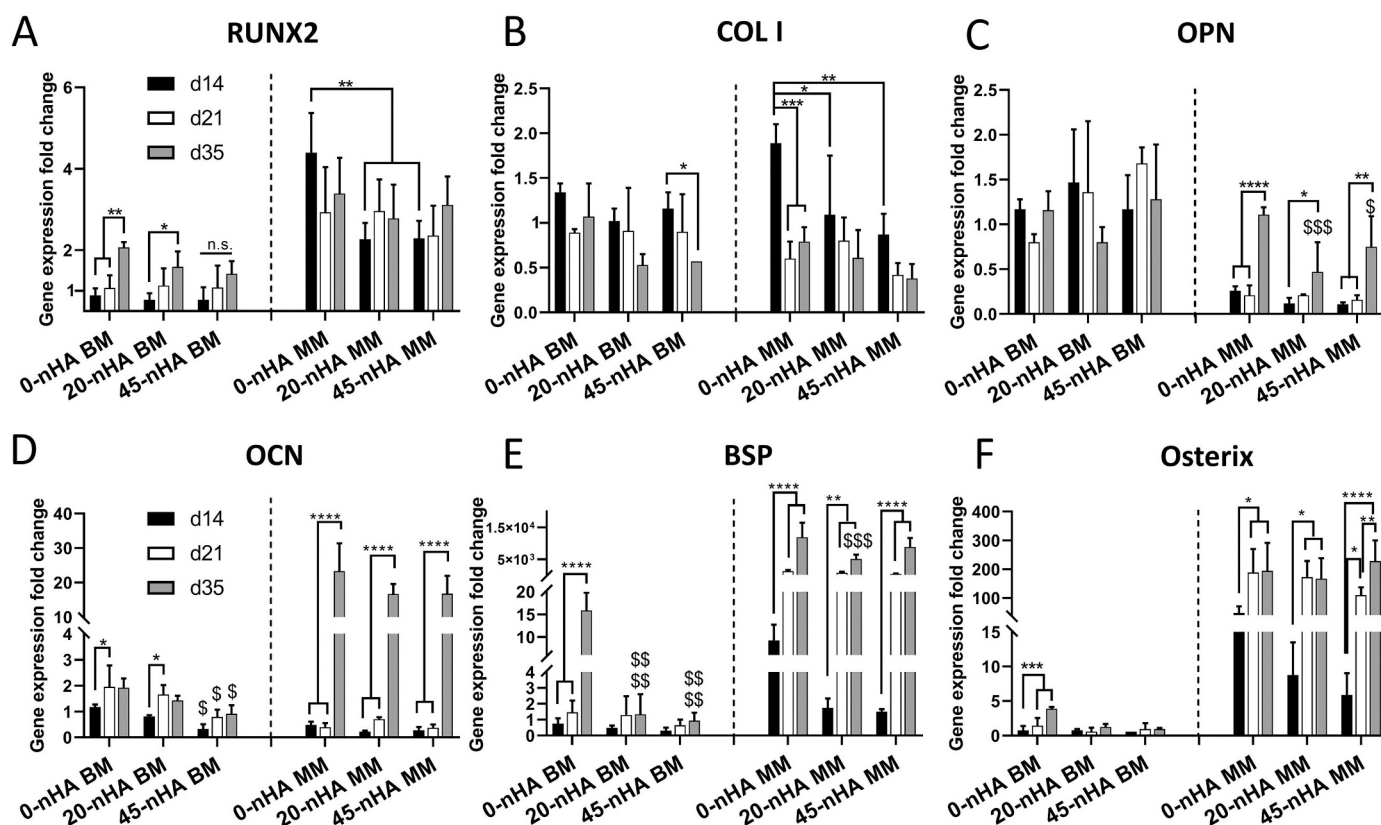 A
RUNX2
Gene expression fold change
6
4
2
1
d14
d21
d35
**
*
n.s.
**
0-nHA BM
20-nHA BM
45-nHA BM
0-nHA MM
20-nHA MM
45-nHA MM
B
COL I
Gene expression fold change
2.5
2.0
1.5
1
0.5
0.0
*
***
*
**
0-nHA BM
20-nHA BM
45-nHA BM
0-nHA MM
20-nHA MM
45-nHA MM
C
OPN
Gene expression fold change
2.5
2.0
1.5
1
0.5
0.0
****
*
$$$
**
$
0-nHA BM
20-nHA BM
45-nHA BM
0-nHA MM
20-nHA MM
45-nHA MM
D
OCN
Gene expression fold change
40
30
20
10
4
3
2
1
0
d14
d21
d35
*
*
$
$
$
****
****
****
0-nHA BM
20-nHA BM
45-nHA BM
0-nHA MM
20-nHA MM
45-nHA MM
E
BSP
Gene expression fold change
1.5×10⁴
5×10³
20
10
4
3
2
1
0
****
$$
$$
$$
$$
****
**
$$$
****
0-nHA BM
20-nHA BM
45-nHA BM
0-nHA MM
20-nHA MM
45-nHA MM
F
Osterix
Gene expression fold change
400
300
200
100
15
10
5
0
***
*
*
****
*
**
0-nHA BM
20-nHA BM
45-nHA BM
0-nHA MM
20-nHA MM
45-nHA MM